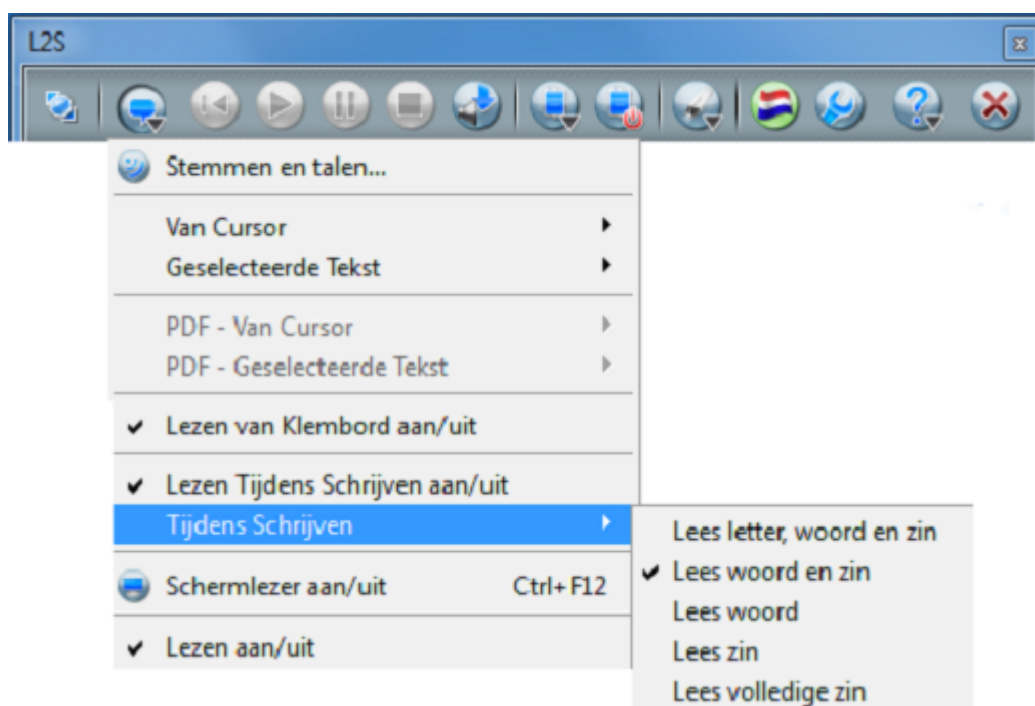 L2S
Stemmen en talen...
Van Cursor
Geselecteerde Tekst
PDF - Van Cursor
PDF - Geselecteerde Tekst
Lezen van Klembord aan/uit
Lezen Tijdens Schrijven aan/uit
Tijdens Schrijven
Lees letter, woord en zin
Lees woord en zin
Schermlezer aan/uit Ctrl+F12
Lees woord
Lezen aan/uit
Lees zin
Lees volledige zin